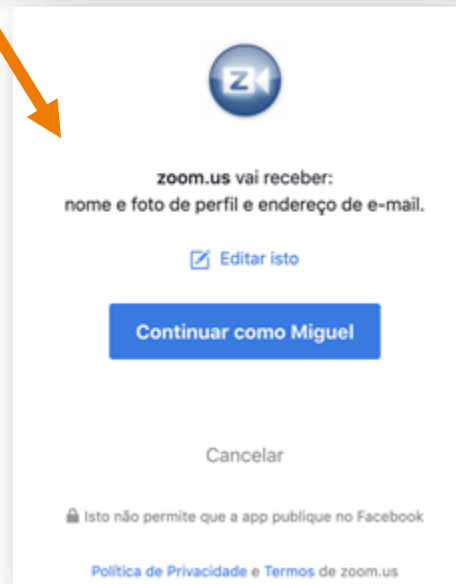 Z
zoom.us vai receber:
nome e foto de perfil e endereço de e-mail.
Editar isto
Continuar como Miguel
Cancelar
Isto não permite que a app publique no Facebook
Política de Privacidade e Termos de zoom.us